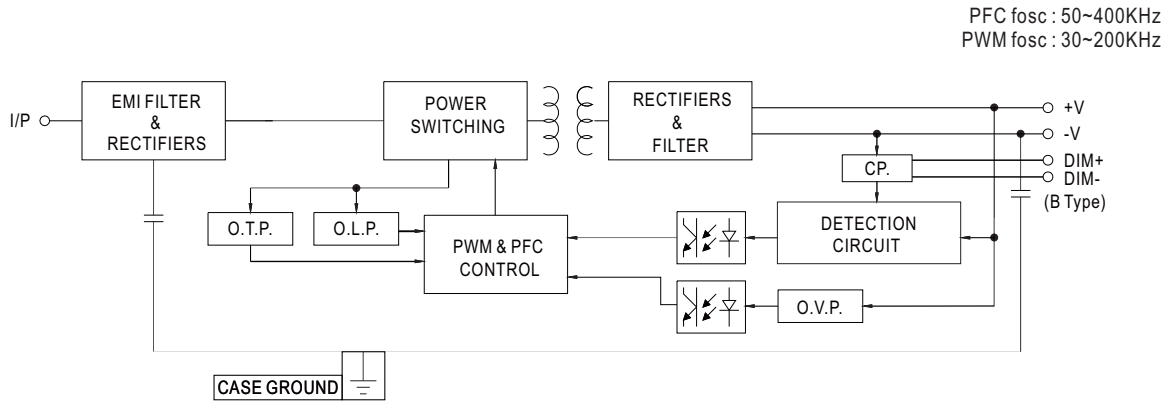 PFC fosc : 50~400KHz
PWM fosc : 30~200KHz
I/P
EMI FILTER
&
RECTIFIERS
POWER
SWITCHING
RECTIFIERS
&
FILTER
+V
-V
DIM+
DIM-
(B Type)
CP.
O.T.P.
O.L.P.
PWM & PFC
CONTROL
DETECTION
CIRCUIT
O.V.P.
CASE GROUND